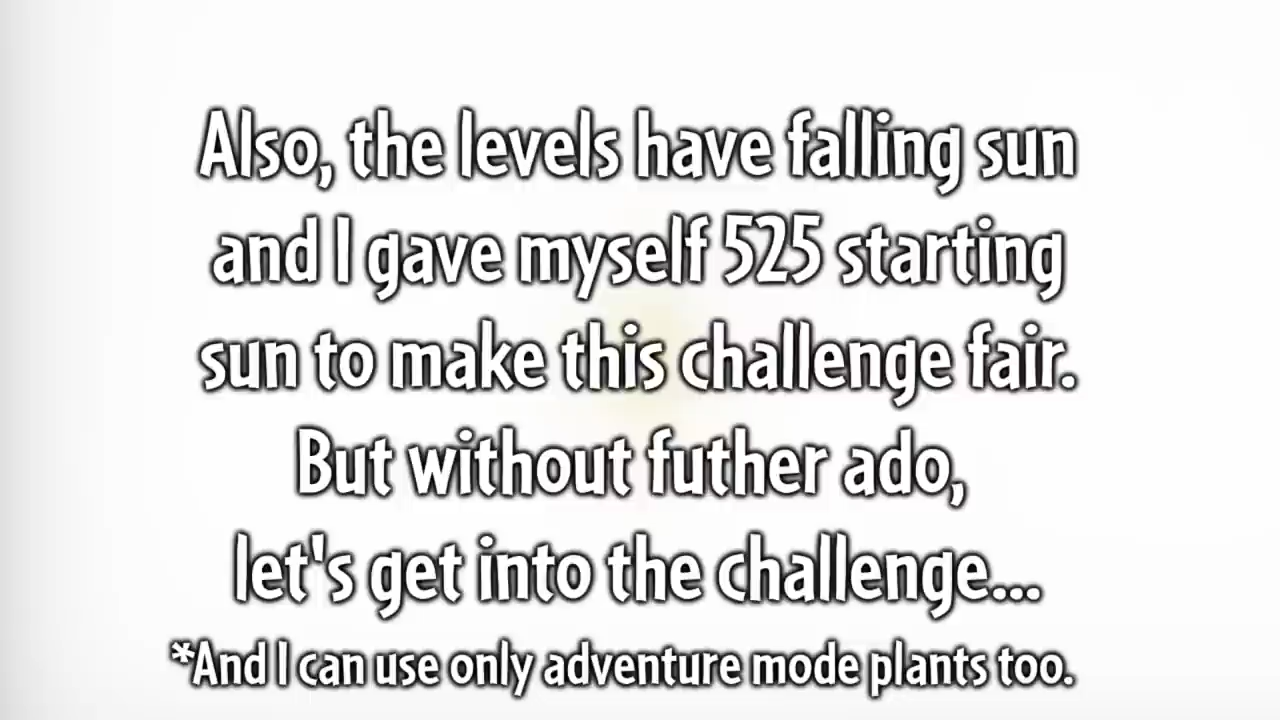 Also, the levels have falling sun
and I gave myself 525 starting
sun to make this challenge fair.
But without futher ado,
let's get into the challenge...
*And I can use only adventure mode plants too.